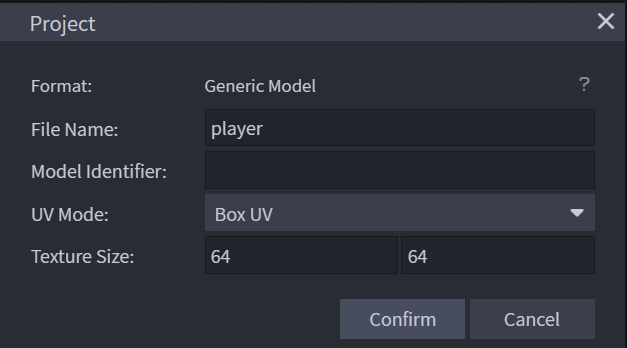 Project
Format: Generic Model ?
File Name: player
Model Identifier:
UV Mode: Box UV
Texture Size: 64 64
Confirm Cancel